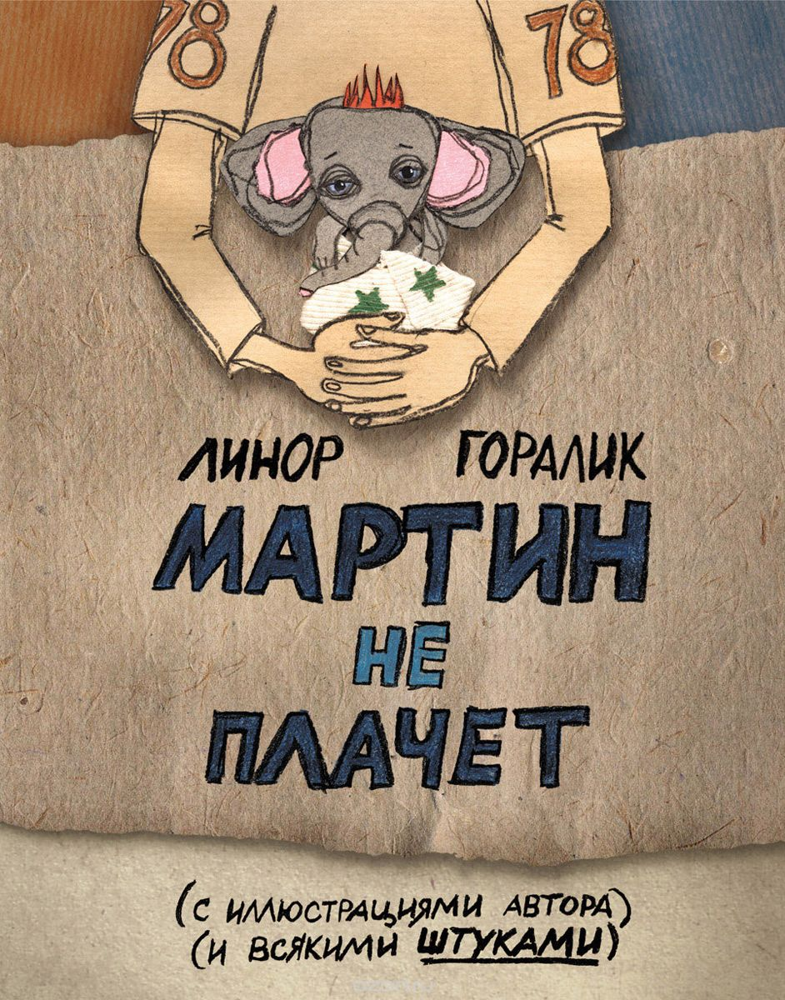 78 78
ЛИНОР ГОРАЛИК
МАРТИН
НЕ
ПЛАЧЕТ
(С ИЛЛЮСТРАЦИЯМИ АВТОРА)
(И ВСЯКИМИ ШТУКАМИ)